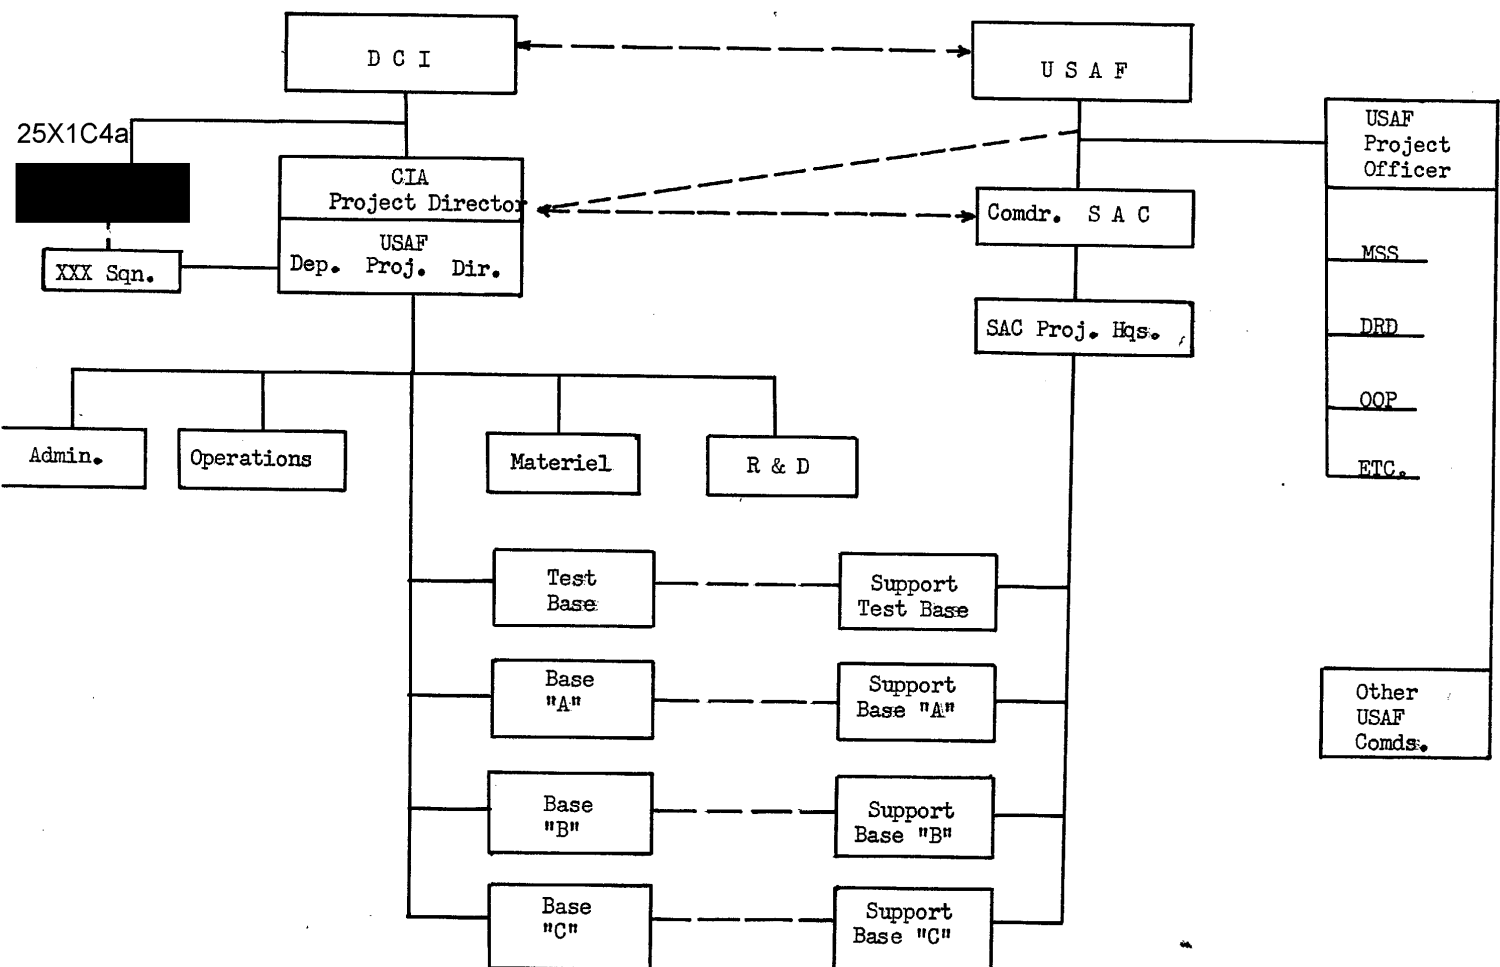 D C I
U S A F
25X1C4a
USAF
Project
Officer
CIA
Project Director
USAF
Dep. Proj. Dir.
Comdr. S A C
XXX Sqn.
MSS
SAC Proj. Hqs.
DRD
OOP
Admin.
Operations
Materiel
R & D
ETC.
Test
Base
Support
Test Base
Base
"A"
Support
Base "A"
Other
USAF
Comds.
Base
"B"
Support
Base "B"
Base
"C"
Support
Base "C"